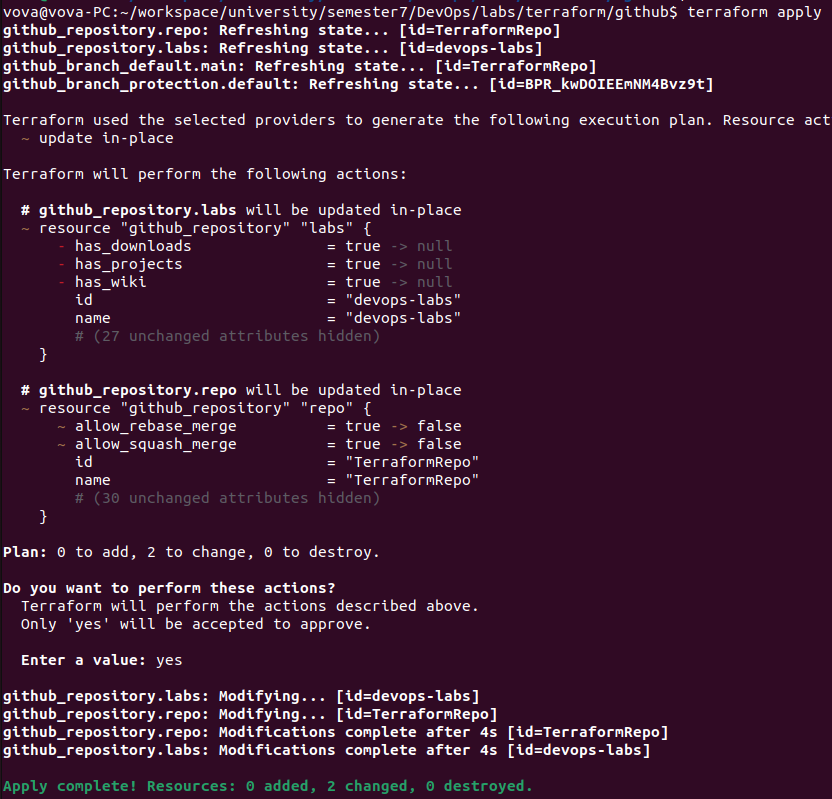 vova@vova-PC:~/workspace/university/semester7/DevOps/labs/terraform/github$ terraform apply
github_repository.repo: Refreshing state... [id=TerraformRepo]
github_repository.labs: Refreshing state... [id=devops-labs]
github_branch_default.main: Refreshing state... [id=TerraformRepo]
github_branch_protection.default: Refreshing state... [id=BPR_kwDOIEEmNM4Bvz9t]

Terraform used the selected providers to generate the following execution plan. Resource act
  ~ update in-place

Terraform will perform the following actions:

  # github_repository.labs will be updated in-place
  ~ resource "github_repository" "labs" {
      - has_downloads               = true -> null
      - has_projects                = true -> null
      - has_wiki                    = true -> null
        id                          = "devops-labs"
        name                        = "devops-labs"
        # (27 unchanged attributes hidden)
    }

  # github_repository.repo will be updated in-place
  ~ resource "github_repository" "repo" {
      ~ allow_rebase_merge          = true -> false
      ~ allow_squash_merge          = true -> false
        id                          = "TerraformRepo"
        name                        = "TerraformRepo"
        # (30 unchanged attributes hidden)
    }

Plan: 0 to add, 2 to change, 0 to destroy.

Do you want to perform these actions?
  Terraform will perform the actions described above.
  Only 'yes' will be accepted to approve.

  Enter a value: yes

github_repository.labs: Modifying... [id=devops-labs]
github_repository.repo: Modifying... [id=TerraformRepo]
github_repository.repo: Modifications complete after 4s [id=TerraformRepo]
github_repository.labs: Modifications complete after 4s [id=devops-labs]

Apply complete! Resources: 0 added, 2 changed, 0 destroyed.